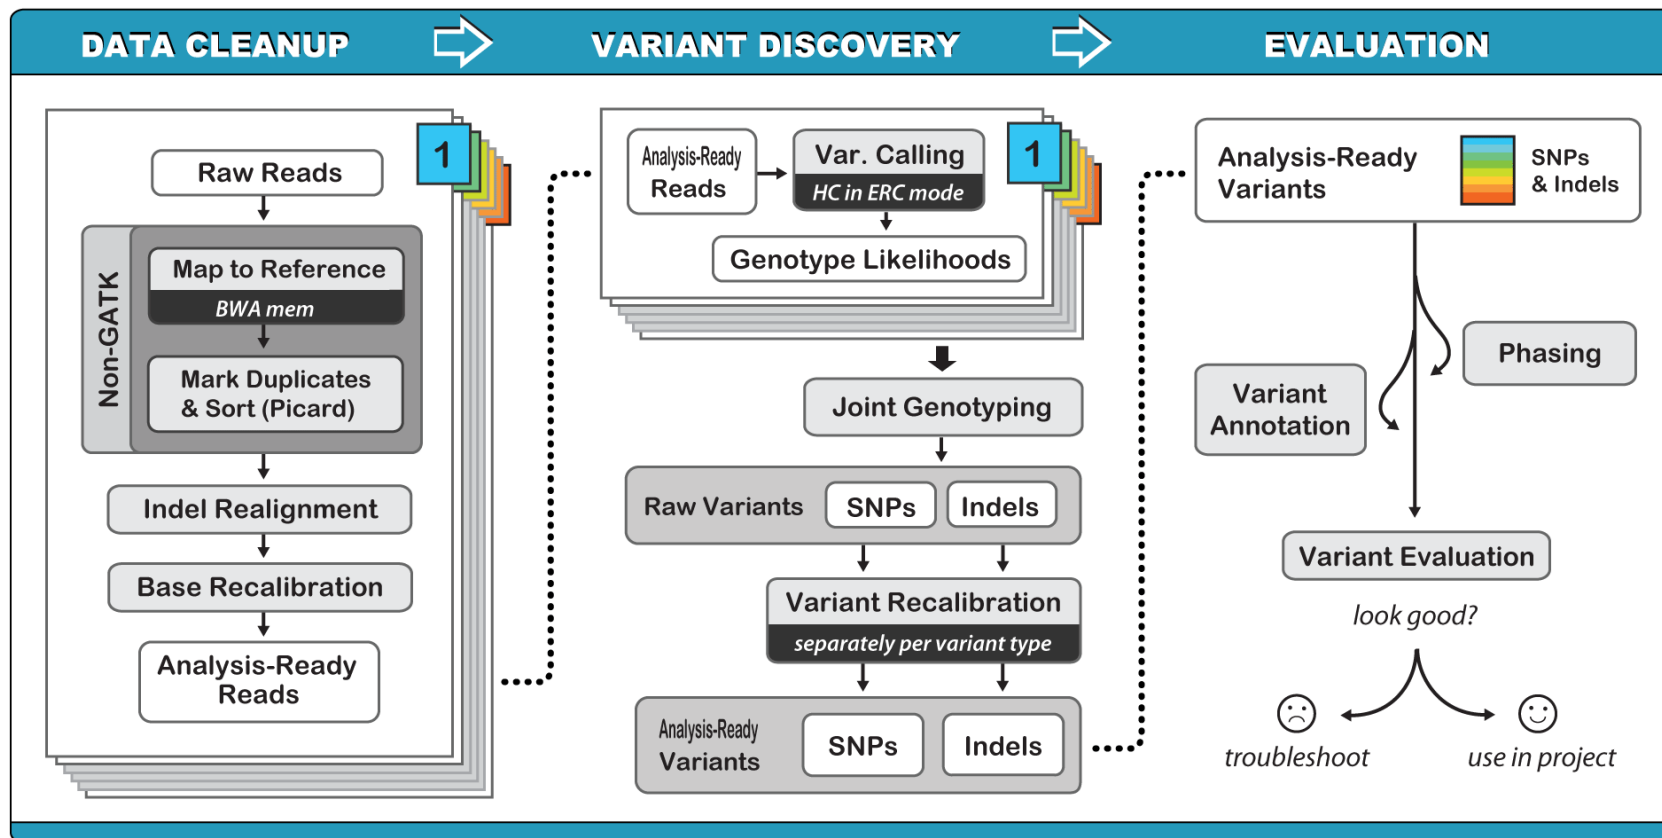 DATA CLEANUP
VARIANT DISCOVERY
EVALUATION
1
Raw Reads
Non-GATK
Map to Reference
BWA mem
Mark Duplicates
& Sort (Picard)
Indel Realignment
Base Recalibration
Analysis-Ready
Reads
1
Analysis-Ready
Reads
Var. Calling
HC in ERC mode
Genotype Likelihoods
Joint Genotyping
Raw Variants
SNPs
Indels
Variant Recalibration
separately per variant type
Analysis-Ready
Variants
SNPs
Indels
Analysis-Ready
Variants
SNPs
& Indels
Phasing
Variant
Annotation
Variant Evaluation
look good?
troubleshoot
use in project